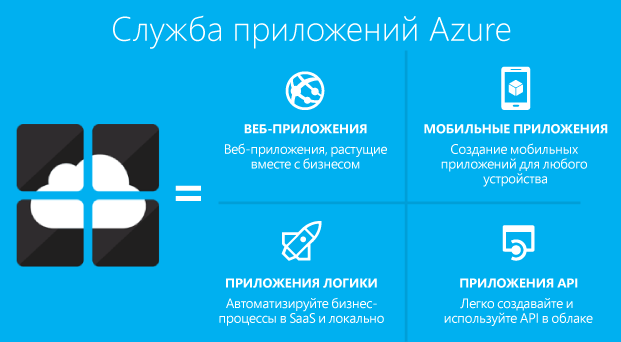 Служба приложений Azure
ВЕБ-ПРИЛОЖЕНИЯ
Веб-приложения, растущие
вместе с бизнесом
МОБИЛЬНЫЕ ПРИЛОЖЕНИЯ
Создание мобильных
приложений для любого
устройства
=
ПРИЛОЖЕНИЯ ЛОГИКИ
Автоматизируйте бизнес-
процессы в SaaS и локально
ПРИЛОЖЕНИЯ API
Легко создавайте и
используйте API в облаке